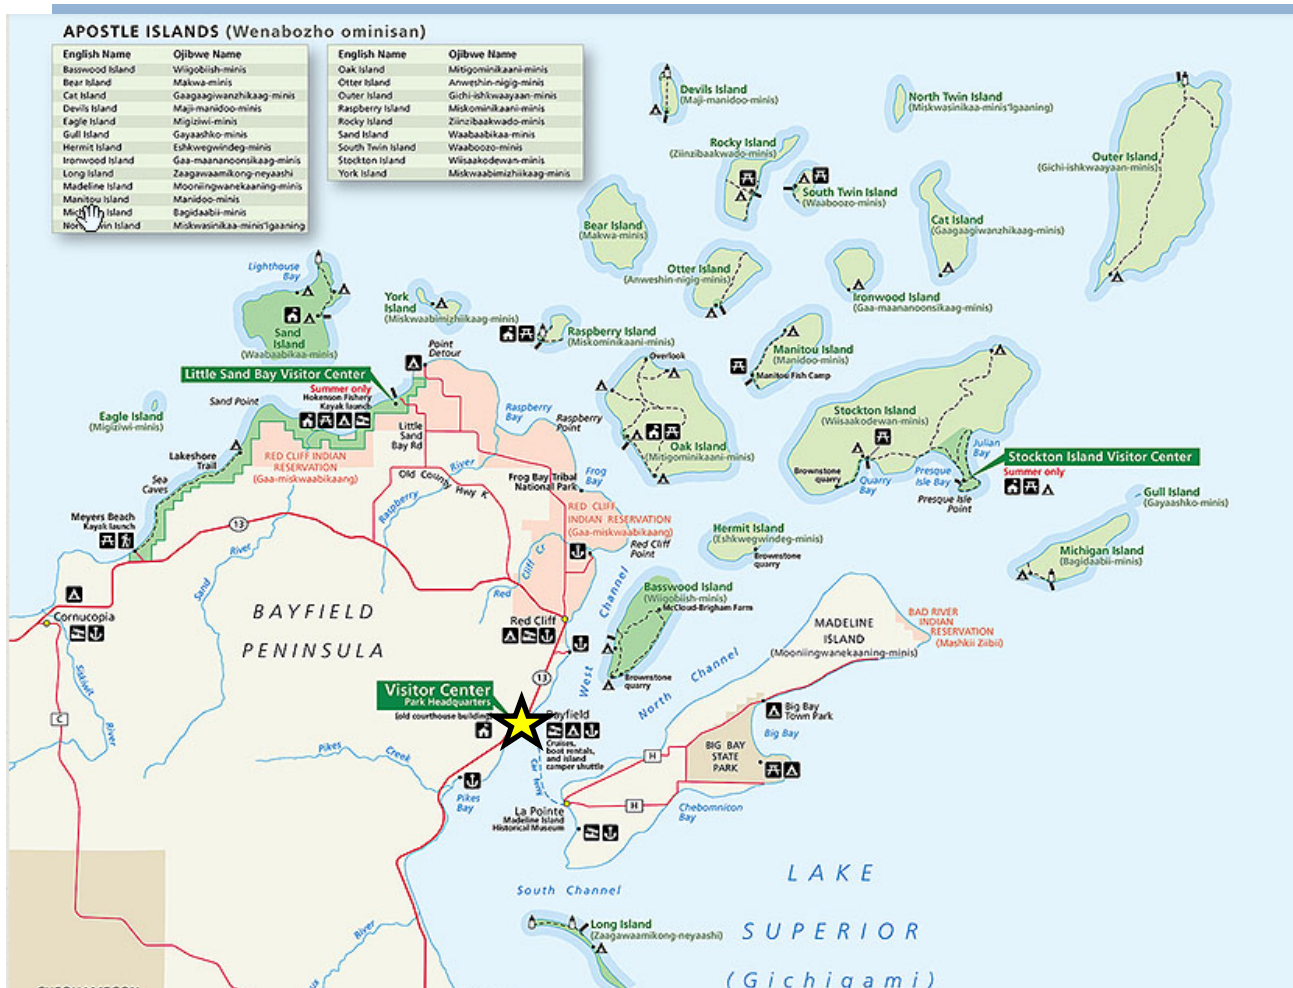 APOSTLE ISLANDS (Wenabozho ominisan)
English Name Ojibwe Name
Basswood Island Wiigobiish-minis
Bear Island Makwa-minis
Cat Island Gaagaagiwanzhikaag-minis
Devils Island Maji-manidoo-minis
Eagle Island Migiziwi-minis
Gull Island Gayaashko-minis
Hermit Island Eshkwegwindeg-minis
Ironwood Island Gaa-maananoonsikaag-minis
Long Island Zaagawaamikong-neyaashi
Madeline Island Mooniingwanekaaning-minis
Manitou Island Manidoo-minis
Island Bagidaabii-minis
Island Miskwasinikaa-minis'Igaaning
English Name Ojibwe Name
Oak Island Mitigominikaani-minis
Otter Island Anweshin-nigig-minis
Outer Island Gichi-ishkwaayaan-minis
Raspberry Island Miskominikaani-minis
Rocky Island Ziinzibaakwado-minis
Sand Island Waabaabikaa-minis
South Twin Island Waaboozo-minis
Stockton Island Wiisaakodewan-minis
York Island Miskwaabimizhiikaag-minis
Devils Island
(Maji-manidoo-minis)
North Twin Island
(Miskwasinikaa-minis'Igaaning)
Rocky Island
(Ziinzibaakwado-minis)
Outer Island
(Gichi-ishkwaayaan-minis)
South Twin Island
(Waaboozo-minis)
Bear Island
(Makwa-minis)
Cat Island
(Gaagaagiwanzhikaag-minis)
Otter Island
(Anweshin-nigig-minis)
Ironwood Island
(Gaa-maananoonsikaag-minis)
Lighthouse
Bay
York
Island
(Miskwaabimizhiikaag-minis)
Sand
Island
(Waabaabikaa-minis)
Raspberry Island
(Miskominikaani-minis)
Point
Detour
Overlook
Manitou Island
(Manidoo-minis)
Manitou Fish Camp
Little Sand Bay Visitor Center
Summer only
Hokenson Fishery
Kayak launch
Sand Point
Eagle Island
(Migiziwi-minis)
Raspberry
Bay
Raspberry
Point
Little
Sand
Bay Rd
Stockton Island
(Wiisaakodewan-minis)
Oak Island
(Mitigominikaani-minis)
Julian
Bay
Stockton Island Visitor Center
Summer only
Lakeshore
Trail
RED CLIFF INDIAN
RESERVATION
(Gaa-miskwaabikaang)
Sea
Caves
River
Old County Hwy K
Raspberry
Frog Bay Tribal
National Park
Frog
Bay
Brownstone
quarry
Quarry
Bay
Presque
Isle Bay
Presque Isle
Point
Gull Island
(Gayaashko-minis)
Meyers Beach
Kayak launch
13
RED CLIFF
INDIAN RESERVATION
(Gaa-miskwaabikaang)
Red Cliff
Point
Hermit Island
(Eshkwegwindeg-minis)
Brownstone
quarry
Michigan Island
(Bagidaabii-minis)
Sand River
Red Cliff Cr
Basswood Island
(Wiigobiish-minis)
McCloud-Brigham Farm
Brownstone
quarry
West Channel
North Channel
Cornucopia
BAYFIELD
PENINSULA
Red Cliff
13
MADELINE
ISLAND
(Mooniingwanekaaning-minis)
BAD RIVER
INDIAN
RESERVATION
(Mashkii Ziibii)
Siskiwit
River
C
Visitor Center
Park Headquarters
(old courthouse building)
Bayfield
Cruises,
boat rentals,
and island
camper shuttle
Car ferry
Big Bay
Town Park
Big Bay
BIG BAY
STATE
PARK
H
H
Pikes Creek
Pikes
Bay
La Pointe
Madeline Island
Historical Museum
Chebomnicon
Bay
South Channel
Long Island
(Zaagawaamikong-neyaashi)
River
LAKE
SUPERIOR
(Gichigami)